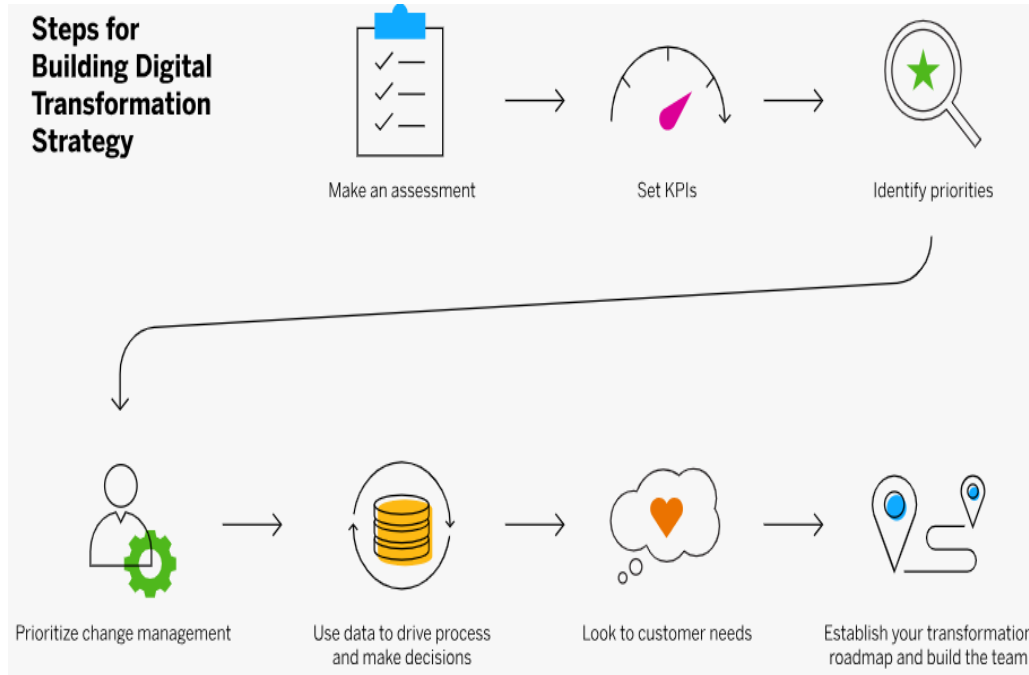 Steps for
Building Digital
Transformation
Strategy
Make an assessment
Set KPIs
Identify priorities
Prioritize change management
Use data to drive process
and make decisions
Look to customer needs
Establish your transformation
roadmap and build the team